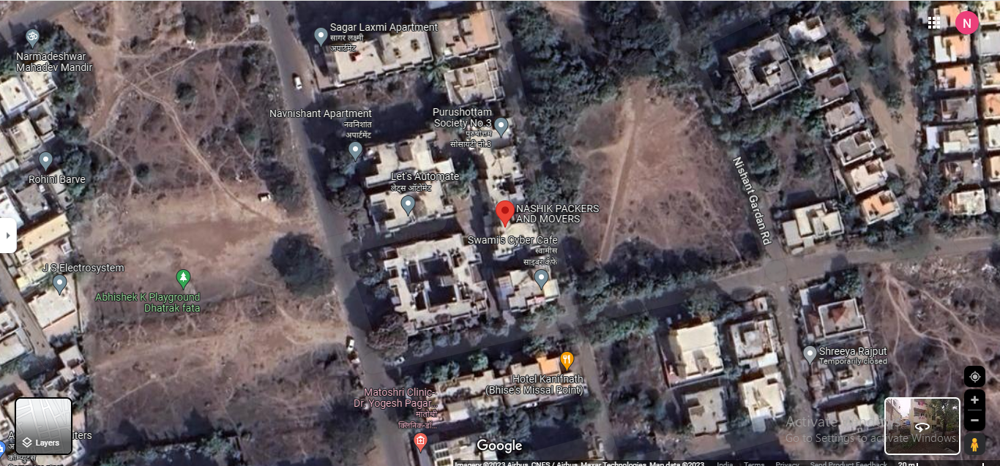 Sagar Laxmi Apartment
सागर लक्ष्मी
अपार्टमेंट
N
Narmadeshwar
Mahadev Mandir
Navnishant Apartment
नवनिशांत
अपार्टमेंट
Purushottam
Society No.3
पुरुषोत्तम
सोसायटी नो.3
Rohini Barve
Let's Automate
लेट्स ऑटोमेट
Nishant Gardan Rd
NASHIK PACKERS
AND MOVERS
Swami's Cyber Cafe
स्वामीस
साइबर कॅफे
J S Electrosystem
Abhishek K Playground
Dhatrak fata
Shreeya Rajput
Temporarily closed
Hotel Kanifnath
(Bhise's Missal Point)
Matoshri Clinic-
Dr. Yogesh Pagar...
मातोश्री
क्लिनिक-डॉ...
Layers
Google
Activate Windows
Go to Settings to activate Windows.
Imagery ©2023 Airbus, CNES / Airbus, Maxar Technologies, Map data ©2023
India
Terms
Privacy
Send Product Feedback
20 m